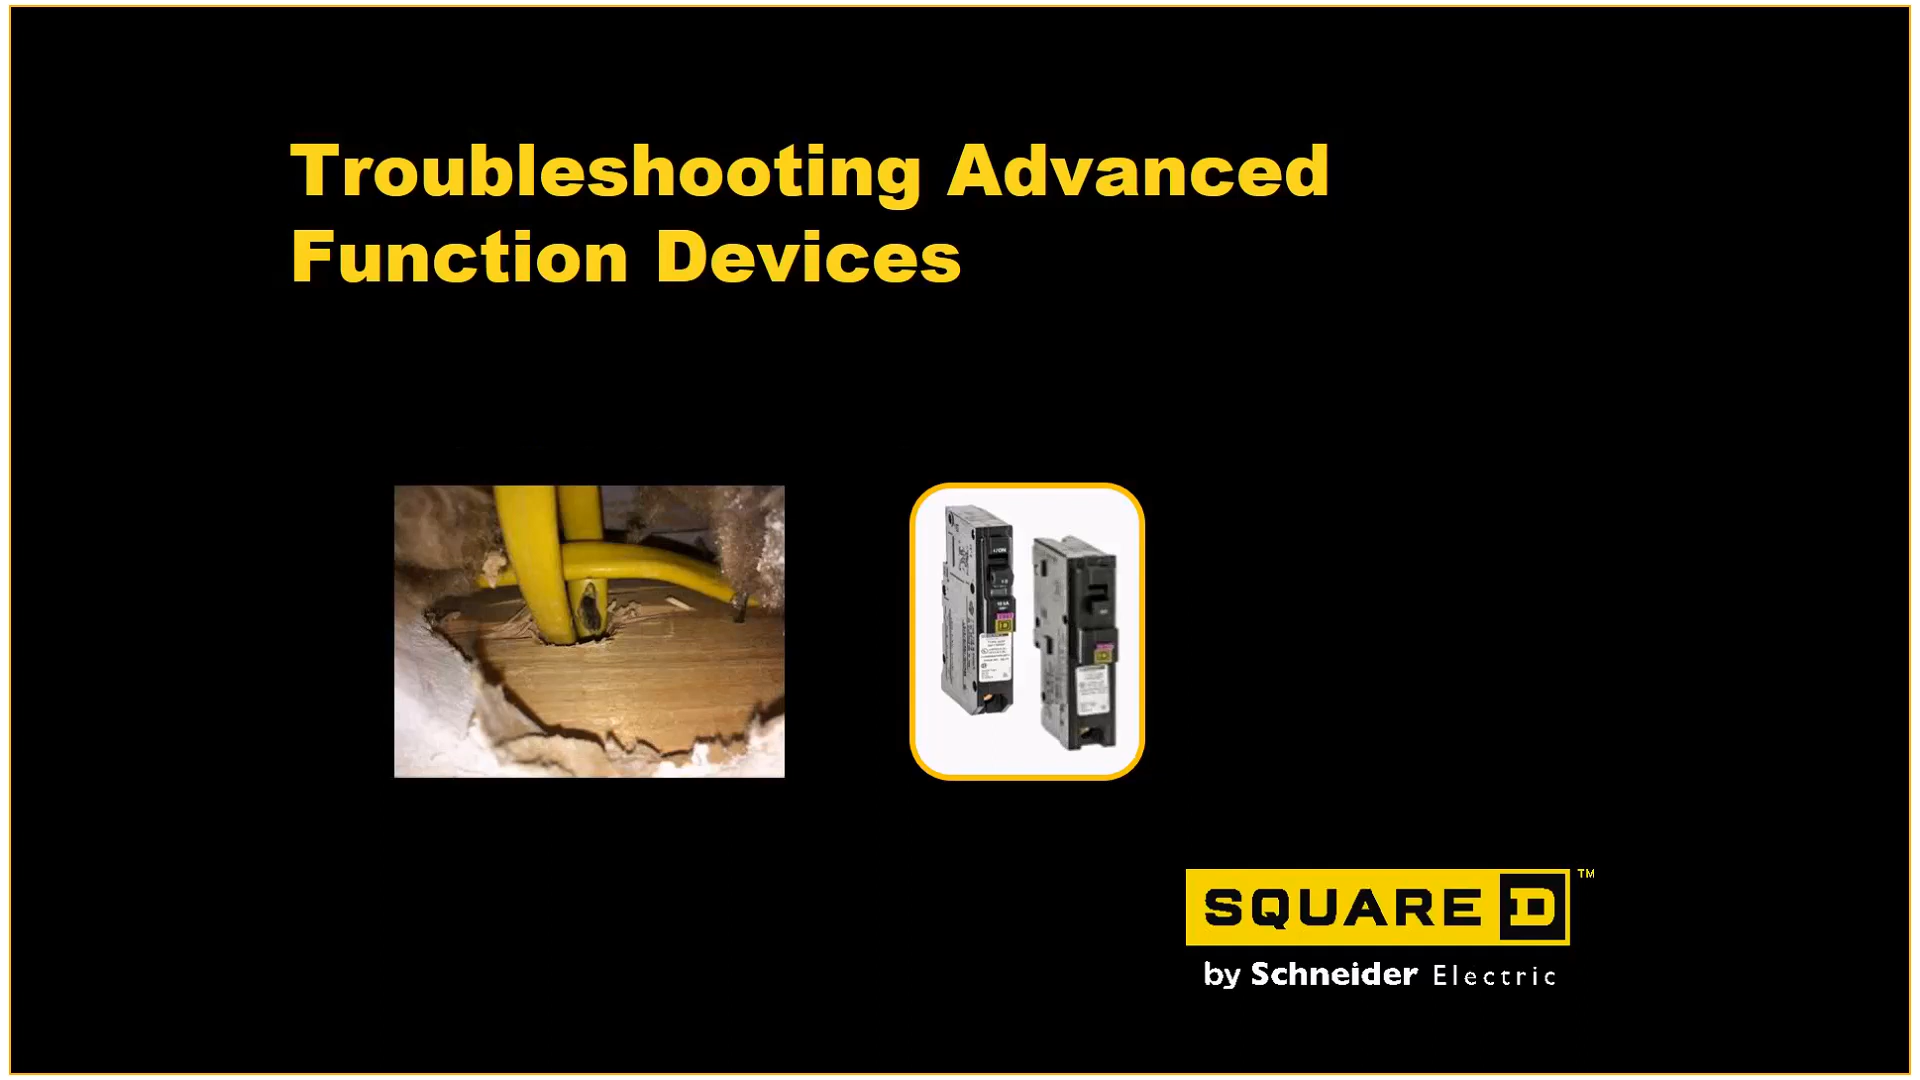 Troubleshooting Advanced
Function Devices
SQUARE D ™
by Schneider Electric